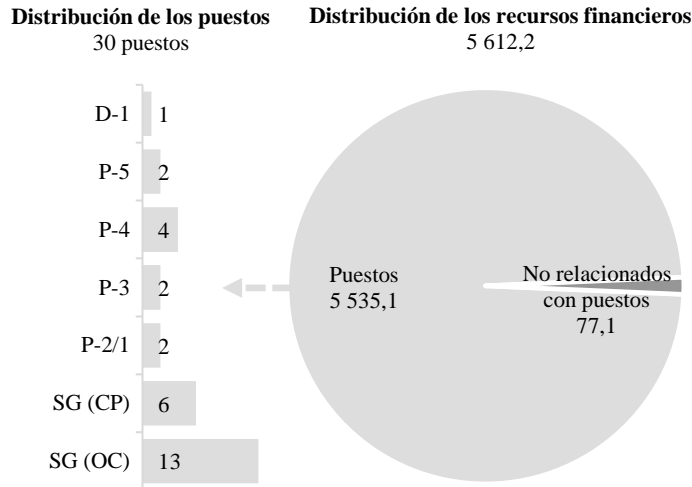 Distribución de los puestos
30 puestos
D-1 1
P-5 2
P-4 4
P-3 2
P-2/1 2
SG (CP) 6
SG (OC) 13
Distribución de los recursos financieros
5 612,2
Puestos
5 535,1
No relacionados
con puestos
77,1